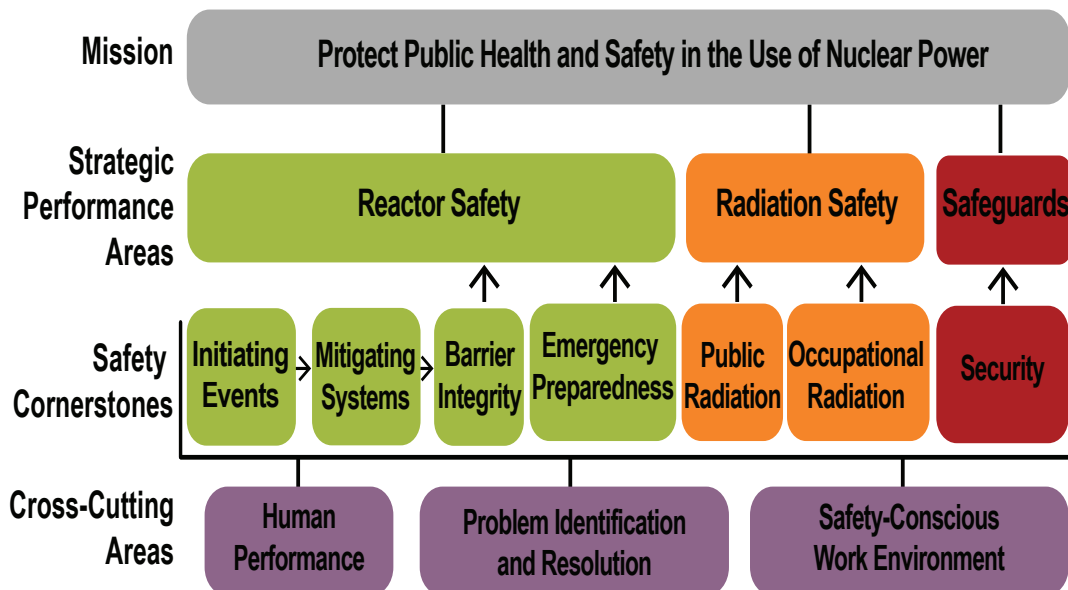 Mission
Protect Public Health and Safety in the Use of Nuclear Power
Strategic
Performance
Areas
Reactor Safety
Radiation Safety
Safeguards
Safety
Cornerstones
Initiating
Events
Mitigating
Systems
Barrier
Integrity
Emergency
Preparedness
Public
Radiation
Occupational
Radiation
Security
Cross-Cutting
Areas
Human
Performance
Problem Identification
and Resolution
Safety-Conscious
Work Environment